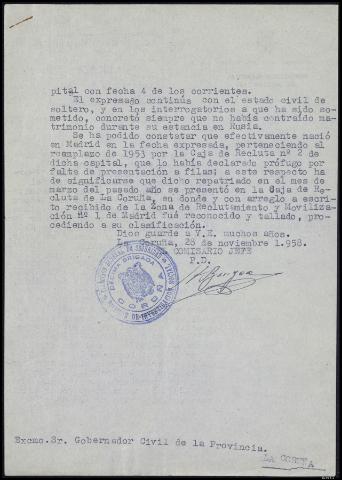 pital con fecha 4 de los corrientes.
El expresado continúa con el estado civil de
soltero, y en los interrogatorios a que ha sido so-
metido, concretó siempre que no había contraído ma-
trimonio durante su estancia en Rusia.
Se ha podido constatar que efectivamente nació
en Madrid en la fecha expresada, perteneciendo al
reemplazo de 1953 por la Caja de Recluta nº 2 de
dicha capital, que lo había declarado prófugo por
falta de presentación a filas; a este respecto ha
de significarse que dicho repatriado en el mes de
marzo del pasado año se presentó en la Caja de Re-
cluta de La Coruña, en donde y con arreglo a escri-
to recibido de la Zona de Reclutamiento y Moviliza-
ción nº 1 de Madrid fué reconocido y tallado, pro-
cediendo a su clasificación.
Dios guarde a V.E. muchos años.
La Coruña, 28 de noviembre 1.958.
COMISARIO JEFE
P.D.
BRIGADA
CORUÑA
Excmo. Sr. Gobernador Civil de la Provincia.
LA CORUÑA